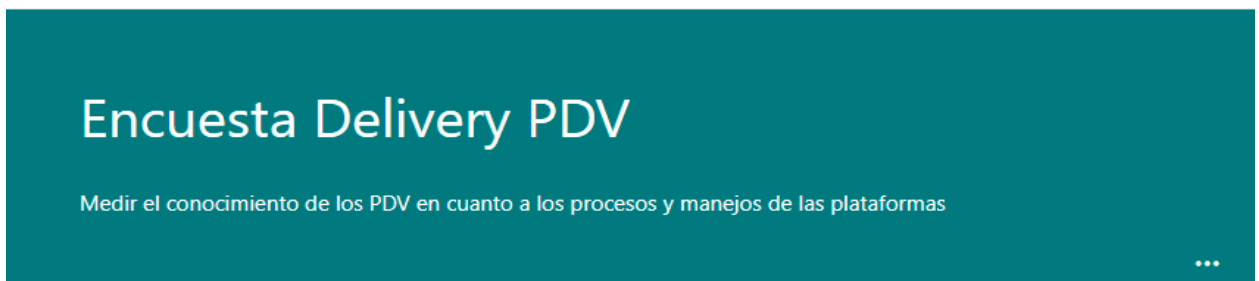 Encuesta Delivery PDV
Medir el conocimiento de los PDV en cuanto a los procesos y manejos de las plataformas